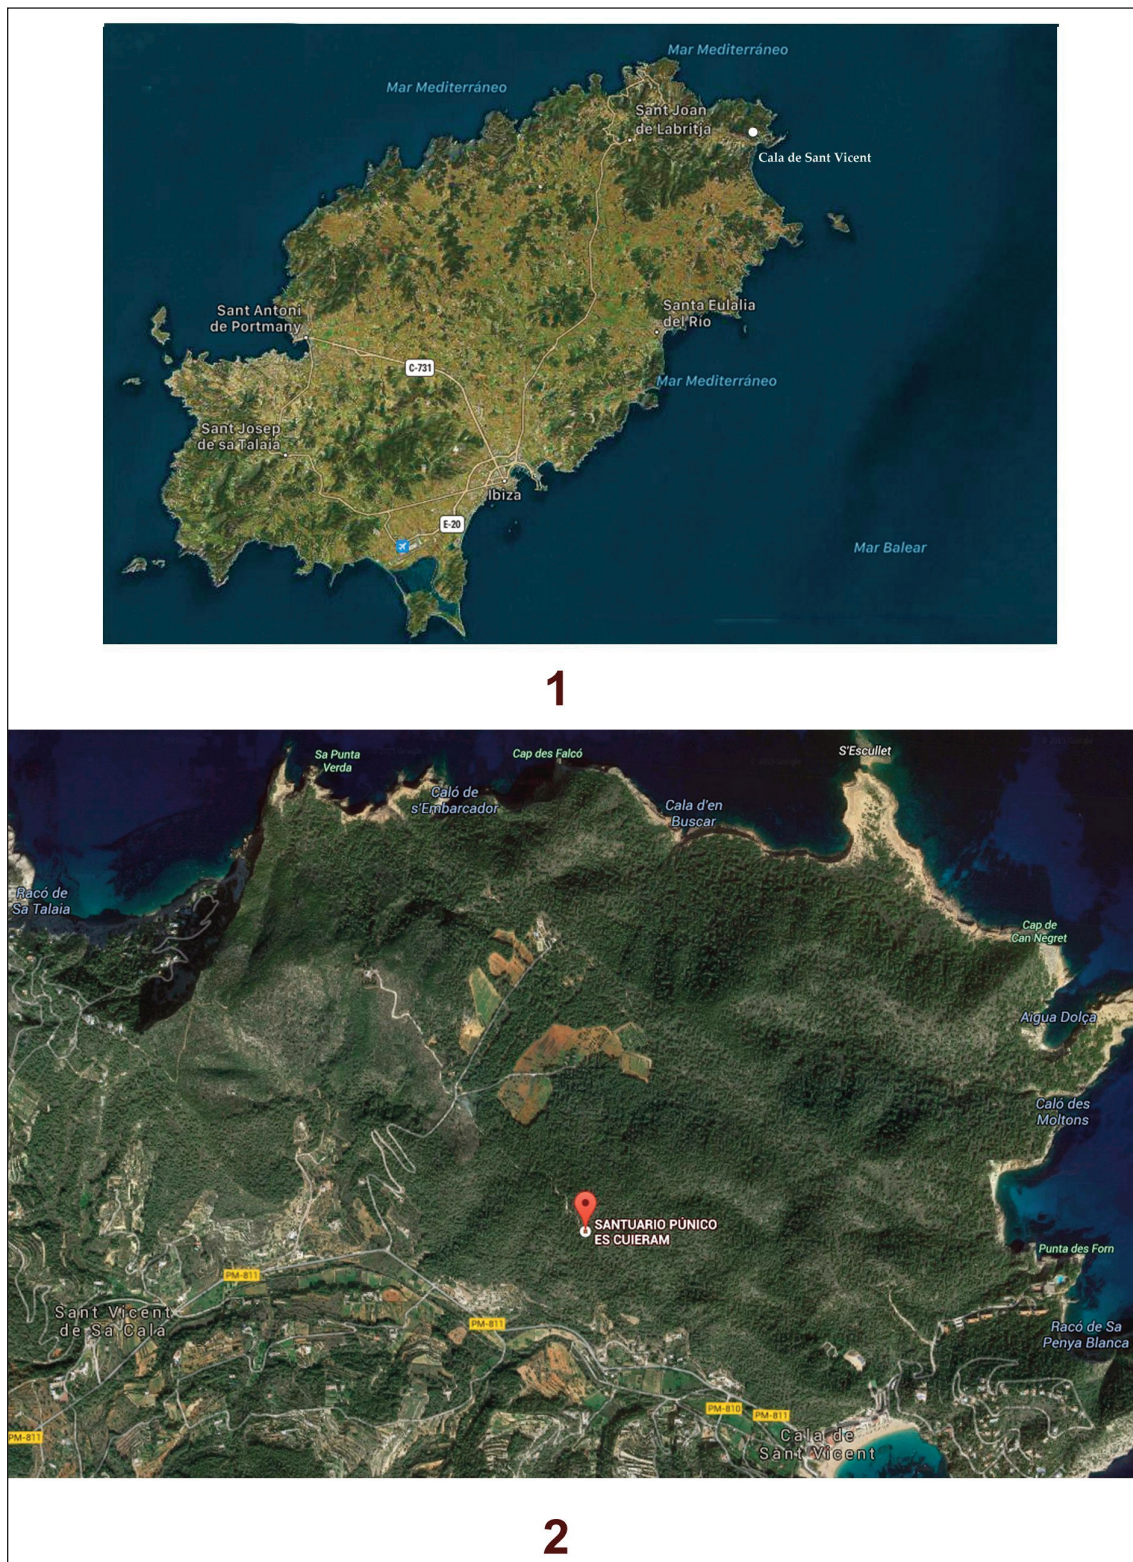 Mar Mediterráneo
Mar Mediterráneo
Sant Joan
de Labritja
Cala de Sant Vicent
Sant Antoni
de Portmany
Santa Eulalia
del Río
C-731
Mar Mediterráneo
Sant Josep
de sa Talaia
Ibiza
E-20
Mar Balear
1
Sa Punta
Verda
Cap des Falcó
S'Escullet
Caló de
s'Embarcador
Cala d'en
Buscar
Racó de
Sa Talaia
Cap de
Can Negret
Aigua Dolça
Caló des
Moltons
SANTUARIO PÚNICO
ES CUIERAM
Punta des Forn
PM-811
Sant Vicent
de Sa Cala
PM-811
Racó de Sa
Penya Blanca
PM-810
PM-811
PM-811
Cala de
Sant Vicent
2